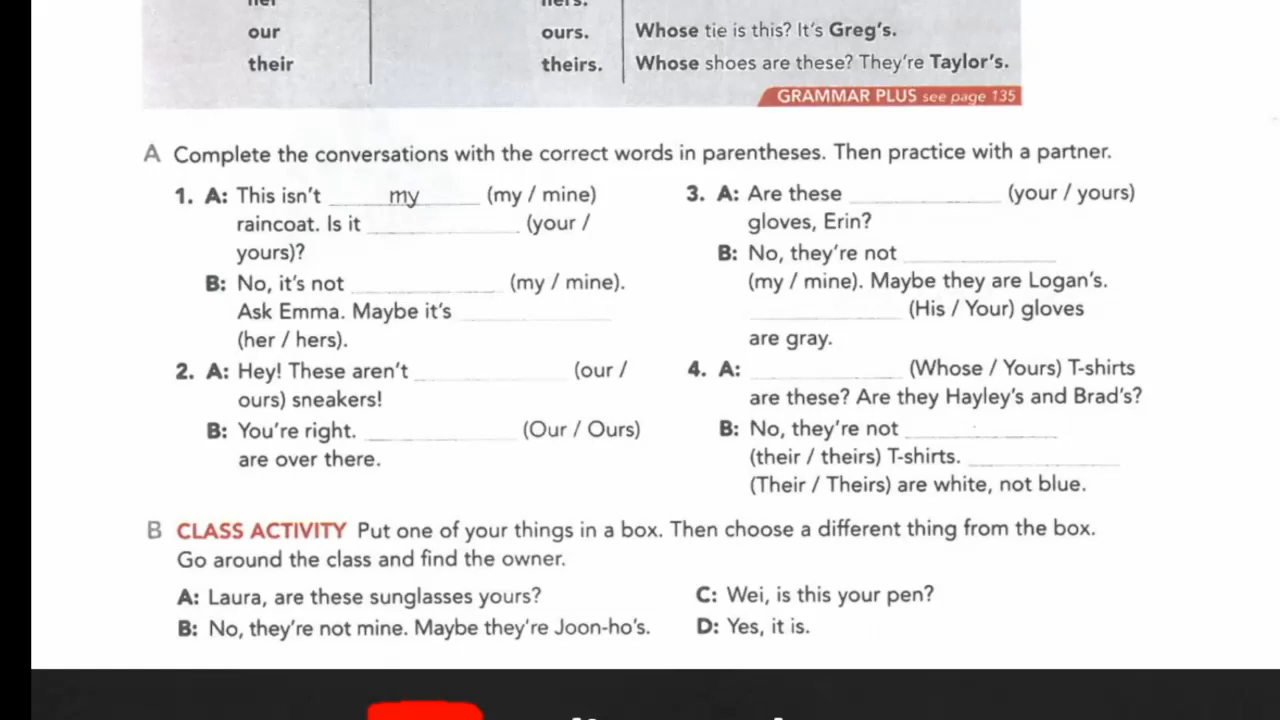 our ours. Whose tie is this? It's Greg's.
their theirs. Whose shoes are these? They're Taylor's.
GRAMMAR PLUS see page 135
A Complete the conversations with the correct words in parentheses. Then practice with a partner.
1. A: This isn't my (my / mine)
raincoat. Is it (your /
yours)?
B: No, it's not (my / mine).
Ask Emma. Maybe it's
(her / hers).
2. A: Hey! These aren't (our /
ours) sneakers!
B: You're right. (Our / Ours)
are over there.
3. A: Are these (your / yours)
gloves, Erin?
B: No, they're not
(my / mine). Maybe they are Logan's.
(His / Your) gloves
are gray.
4. A: (Whose / Yours) T-shirts
are these? Are they Hayley's and Brad's?
B: No, they're not
(their / theirs) T-shirts.
(Their / Theirs) are white, not blue.
B CLASS ACTIVITY Put one of your things in a box. Then choose a different thing from the box.
Go around the class and find the owner.
A: Laura, are these sunglasses yours?
B: No, they're not mine. Maybe they're Joon-ho's.
C: Wei, is this your pen?
D: Yes, it is.